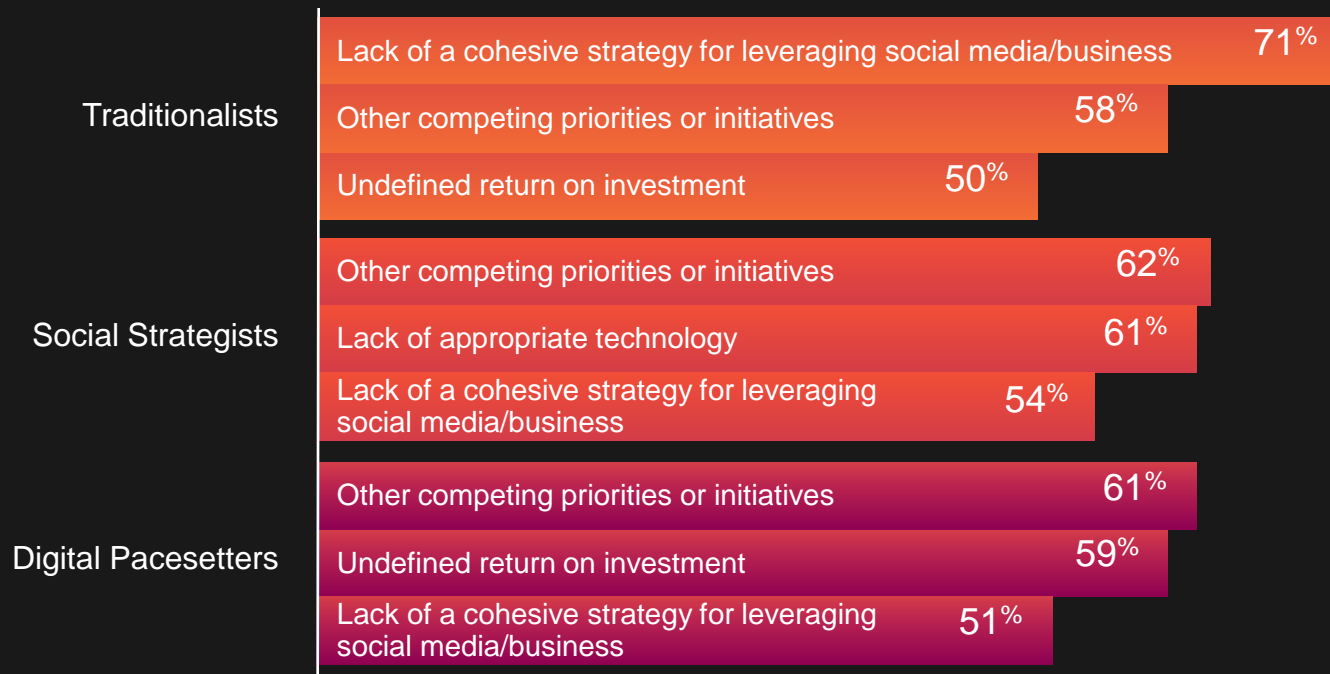 Traditionalists
Lack of a cohesive strategy for leveraging social media/business 71%
Other competing priorities or initiatives 58%
Undefined return on investment 50%
Social Strategists
Other competing priorities or initiatives 62%
Lack of appropriate technology 61%
Lack of a cohesive strategy for leveraging
social media/business 54%
Digital Pacesetters
Other competing priorities or initiatives 61%
Undefined return on investment 59%
Lack of a cohesive strategy for leveraging
social media/business 51%